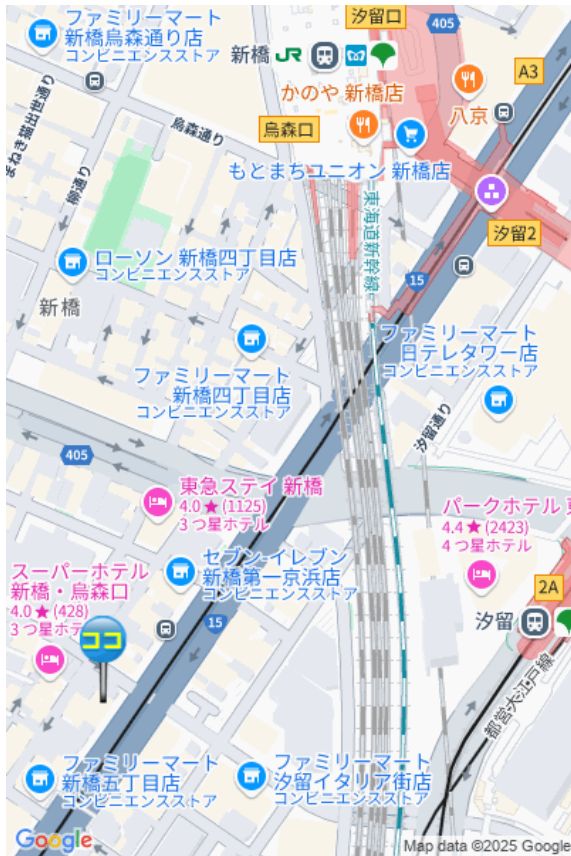 ファミリーマート
新橋烏森通り店
コンビニエンスストア
汐留口
405
新橋 JR
A3
かのや 新橋店
八京
烏森通り
烏森口
まねき猫出世通り
柳通り
もとまちユニオン 新橋店
東海道新幹線
汐留2
ローソン 新橋四丁目店
コンビニエンスストア
15
新橋
ファミリーマート
日テレタワー店
コンビニエンスストア
ファミリーマート
新橋四丁目店
コンビニエンスストア
汐留通り
405
東急ステイ 新橋
4.0★(1125)
3 つ星ホテル
パークホテル 東
4.4★(2423)
4 つ星ホテル
セブン-イレブン
新橋第一京浜店
コンビニエンスストア
スーパーホテル
新橋・烏森口
4.0★(428)
3 つ星ホテ
2A
汐留
15
ココ
都営大江戸線
ファミリーマート
新橋五丁目店
コンビニエンスストア
ファミリーマート
汐留イタリア街店
コンビニエンスストア
Google
Map data ©2025 Google